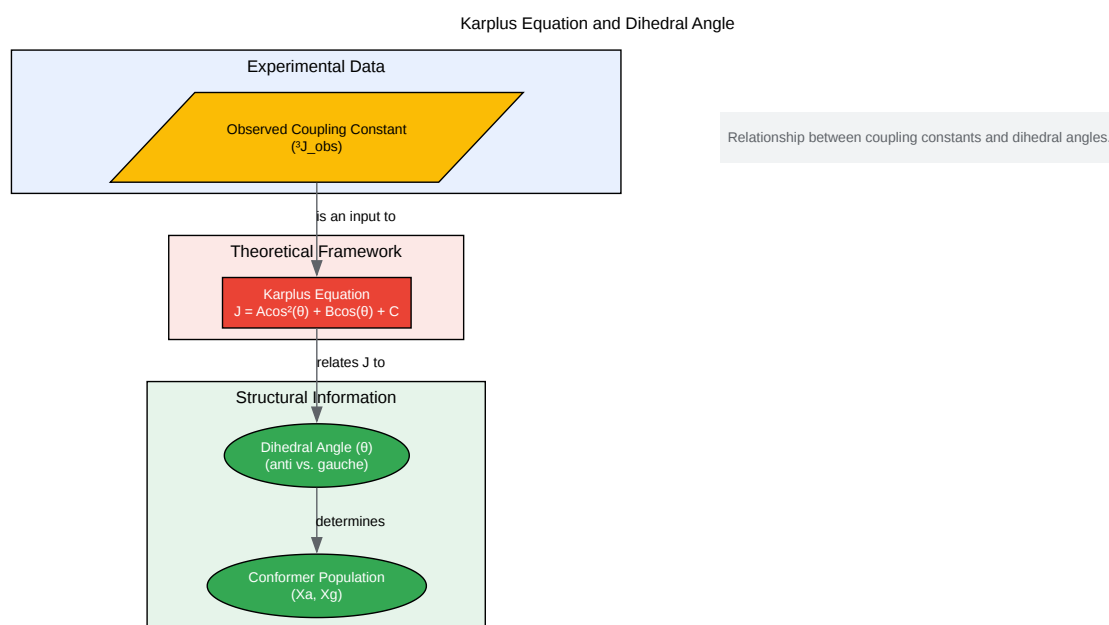 Karplus Equation and Dihedral Angle
Experimental Data
Observed Coupling Constant
(³J_obs)
Relationship between coupling constants and dihedral angles.
is an input to
Theoretical Framework
Karplus Equation
J = Acos²(θ) + Bcos(θ) + C
relates J to
Structural Information
Dihedral Angle (θ)
(anti vs. gauche)
determines
Conformer Population
(Xa, Xg)